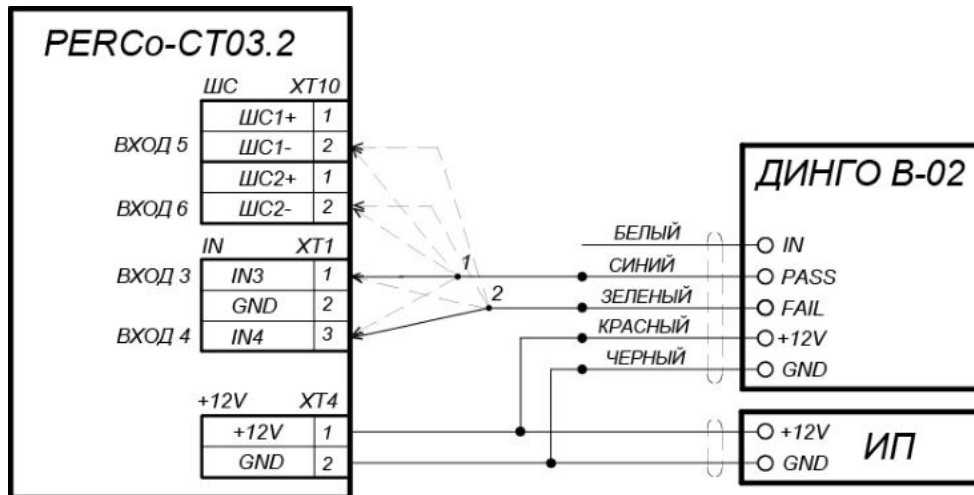 PERCo-CT03.2
ШС XT10
ШС1+ 1
ВХОД 5 ШС1- 2
ШС2+ 1
ВХОД 6 ШС2- 2
IN XT1
ВХОД 3 IN3 1
GND 2
ВХОД 4 IN4 3
+12V XT4
+12V 1
GND 2
1
2
БЕЛЫЙ
СИНИЙ
ЗЕЛЕНЫЙ
КРАСНЫЙ
ЧЕРНЫЙ
ДИНГО В-02
IN
PASS
FAIL
+12V
GND
+12V
GND
ИП